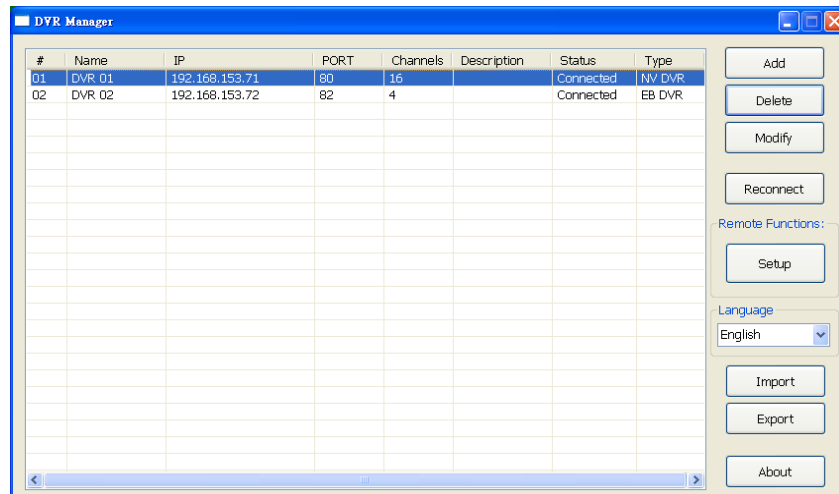 DVR Manager
# Name IP PORT Channels Description Status Type
01 DVR 01 192.168.153.71 80 16 Connected NV DVR
02 DVR 02 192.168.153.72 82 4 Connected EB DVR
Add
Delete
Modify
Reconnect
Remote Functions:
Setup
Language
English
Import
Export
About